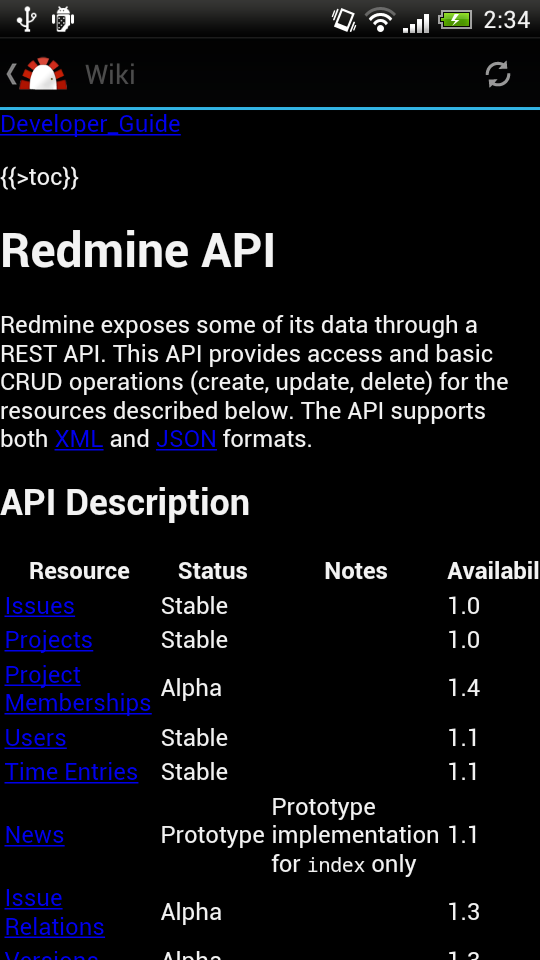 2:34
Wiki
Developer_Guide
{{>toc}}
Redmine API
Redmine exposes some of its data through a
REST API. This API provides access and basic
CRUD operations (create, update, delete) for the
resources described below. The API supports
both XML and JSON formats.
API Description
Resource Status Notes Availabil
Issues Stable 1.0
Projects Stable 1.0
Project
Memberships Alpha 1.4
Users Stable 1.1
Time Entries Stable 1.1
News Prototype Prototype
implementation
for index only 1.1
Issue
Relations Alpha 1.3
Versions Alpha 1.3